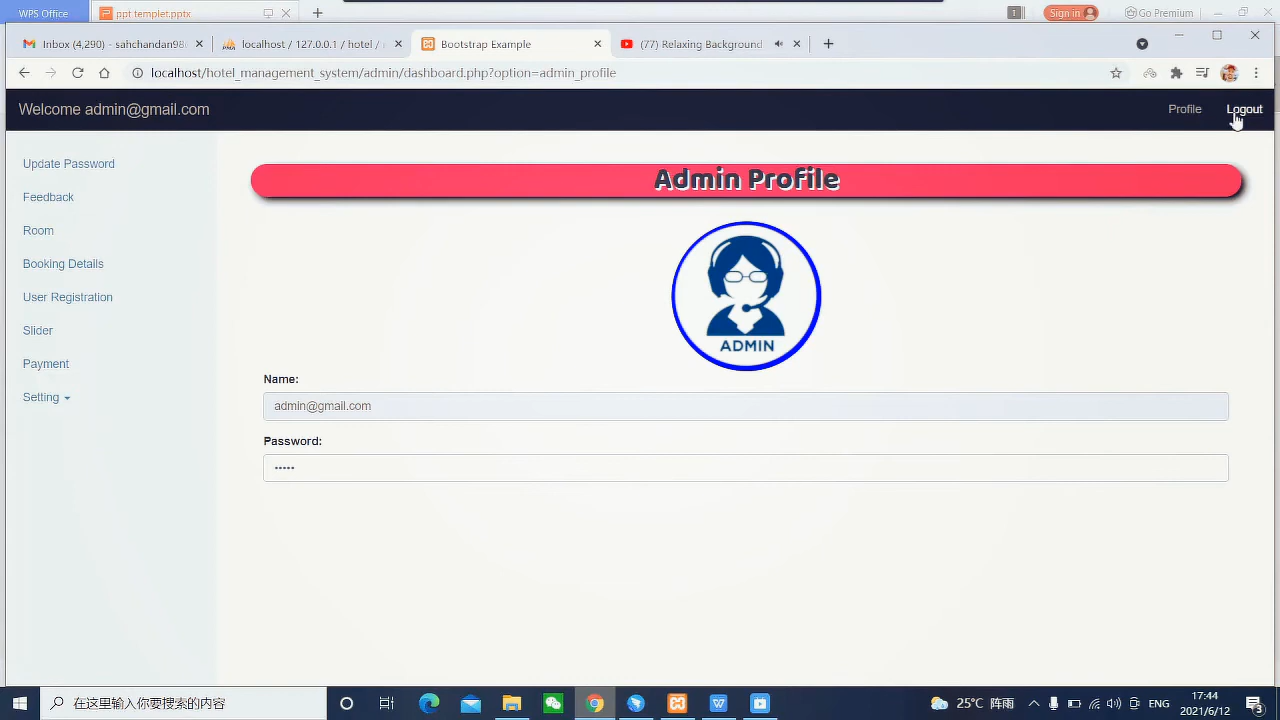 WPS Office
ppt templet.pptx
Sign in
Go Premium
Inbox (4,290) - sahchandan98
localhost / 127.0.0.1 / hotel /
Bootstrap Example
(77) Relaxing Background
localhost/hotel_management_system/admin/dashboard.php?option=admin_profile
Welcome admin@gmail.com
Profile
Logout
Update Password
Feedback
Room
Booking Details
User Registration
Slider
Payment
Setting
Admin Profile
ADMIN
Name:
admin@gmail.com
Password:
•••••
在这里输入你要搜索的内容
25°C 阵雨
ENG
17:44
2021/6/12
3